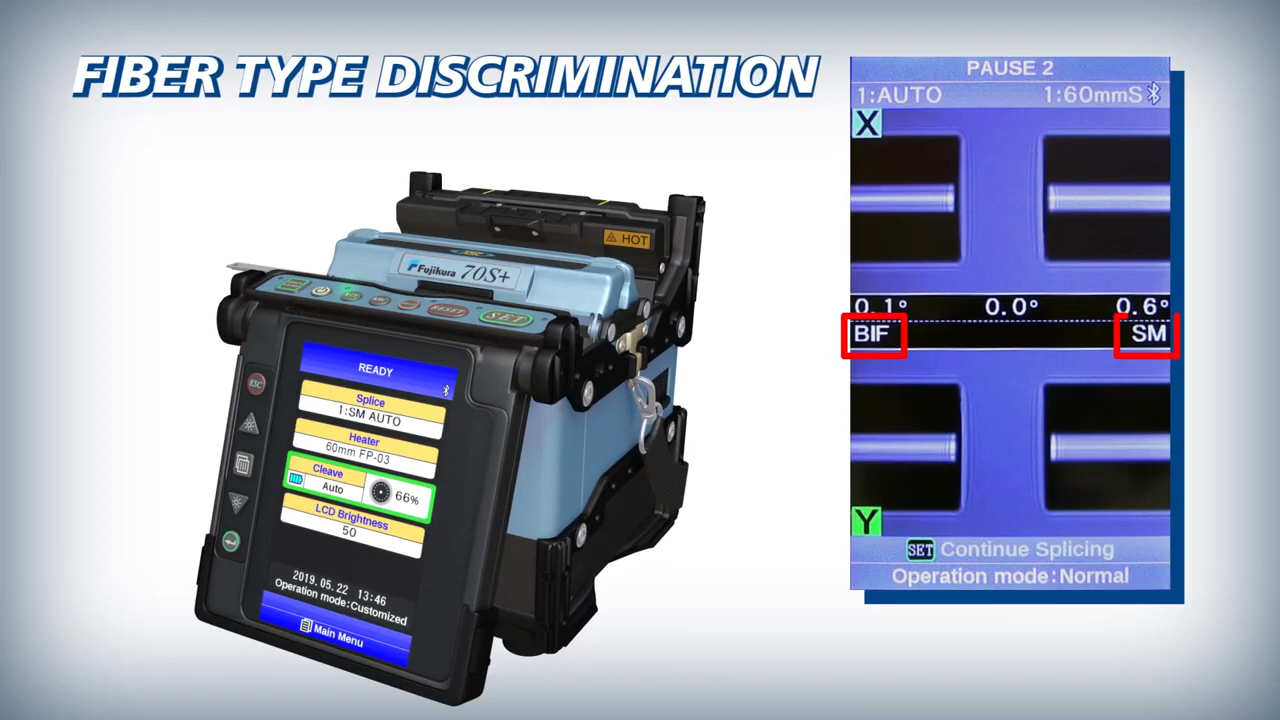 FIBER TYPE DISCRIMINATION
PAUSE 2
1:AUTO 1:60mmS
X
0.1° 0.0° 0.6°
BIF SM
Y
SET Continue Splicing
Operation mode:Normal
HOT
Fujikura 70S+
RESET SET
ESC
READY
Splice
1:SM AUTO
Heater
60mm FP-03
Cleave
Auto 66%
LCD Brightness
50
2019.05.22 13:46
Operation mode:Customized
Main Menu